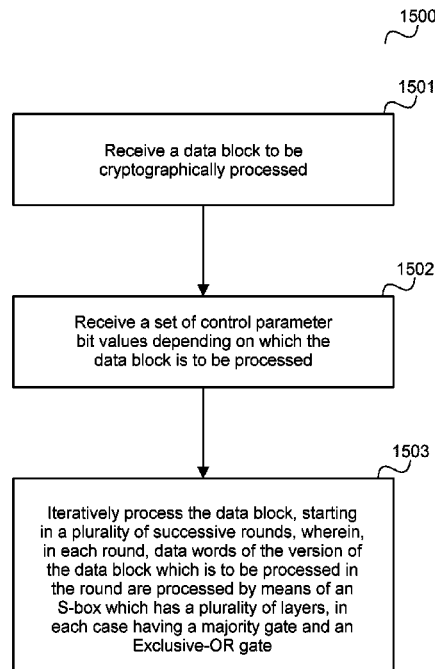 1500
1501
Receive a data block to be
cryptographically processed
1502
Receive a set of control parameter
bit values depending on which the
data block is to be processed
1503
Iteratively process the data block, starting
in a plurality of successive rounds, wherein,
in each round, data words of the version of
the data block which is to be processed in
the round are processed by means of an
S-box which has a plurality of layers, in
each case having a majority gate and an
Exclusive-OR gate